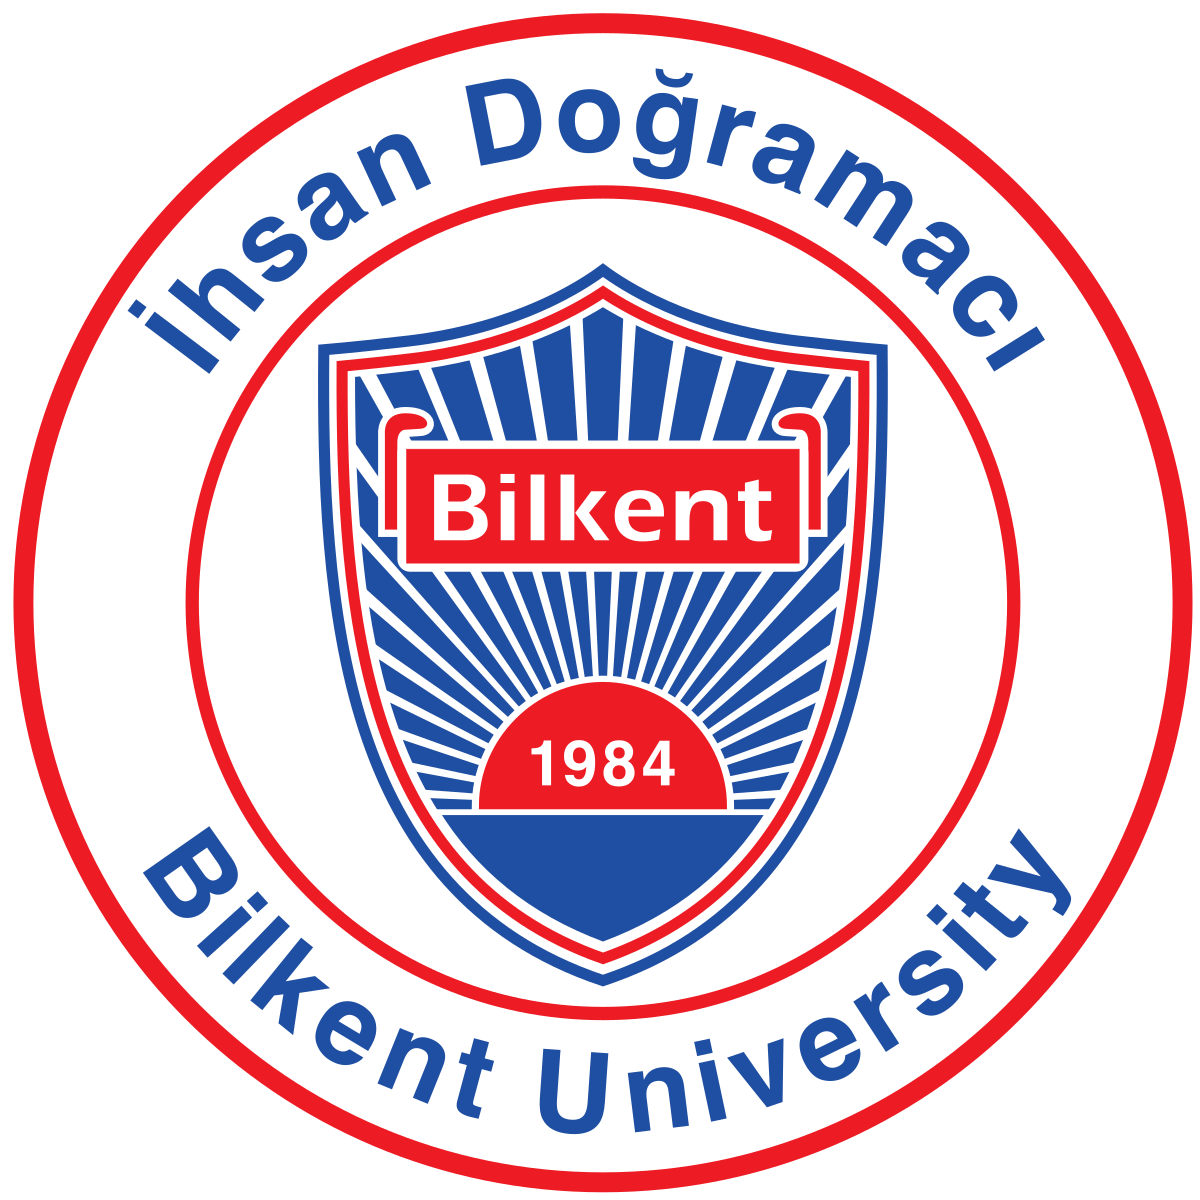 İhsan Doğramacı
Bilkent
1984
Bilkent University